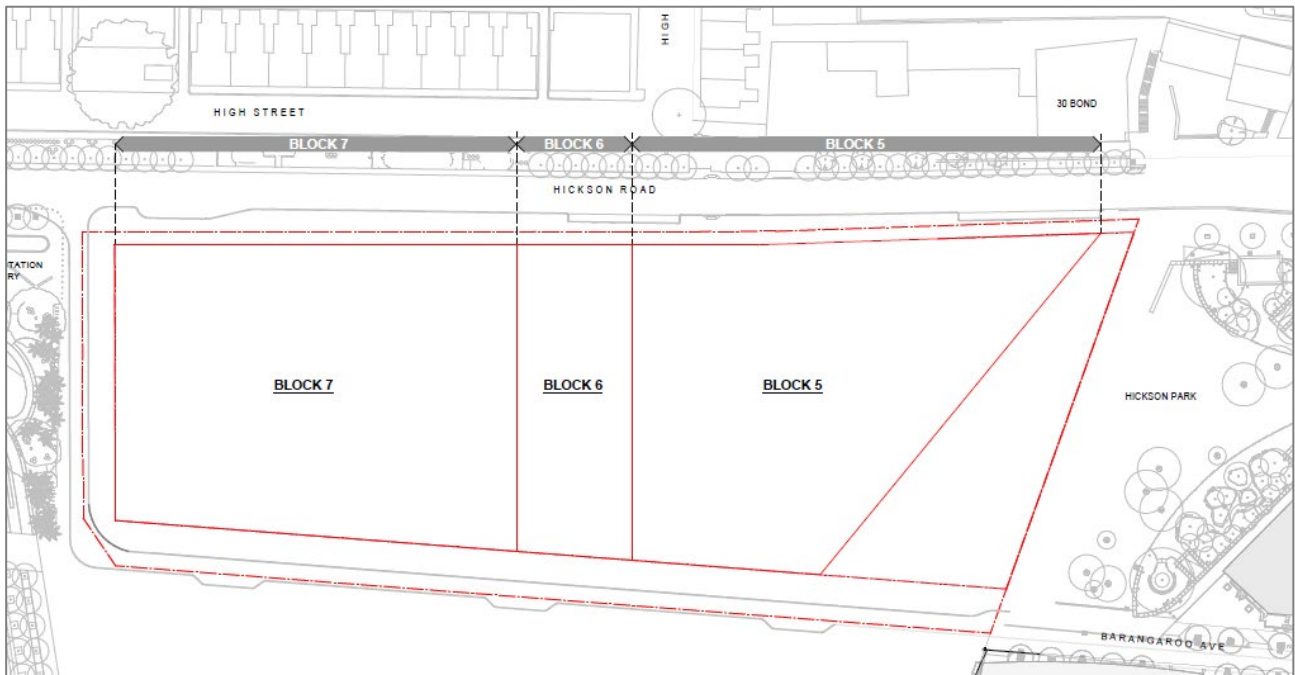 HIGH
HIGH STREET
30 BOND
BLOCK 7
BLOCK 6
BLOCK 5
HICKSON ROAD
TATION
RY
BLOCK 7
BLOCK 6
BLOCK 5
HICKSON PARK
BARANGAROO AVE